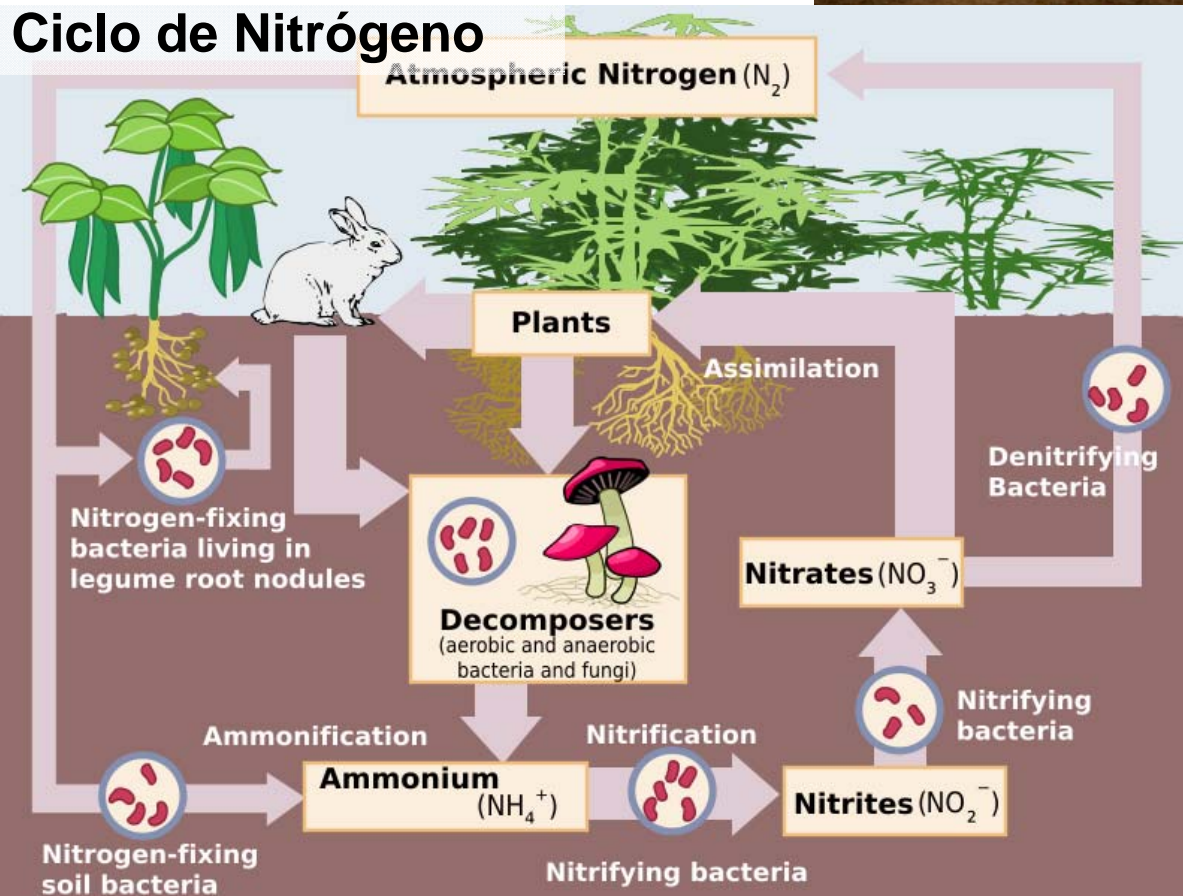 Ciclo de Nitrógeno
Atmospheric Nitrogen (N₂)
Plants
Assimilation
Denitrifying
Bacteria
Nitrogen-fixing
bacteria living in
legume root nodules
Decomposers
(aerobic and anaerobic
bacteria and fungi)
Nitrates (NO₃⁻)
Nitrifying
bacteria
Ammonification
Nitrification
Ammonium
(NH₄⁺)
Nitrites (NO₂⁻)
Nitrogen-fixing
soil bacteria
Nitrifying bacteria